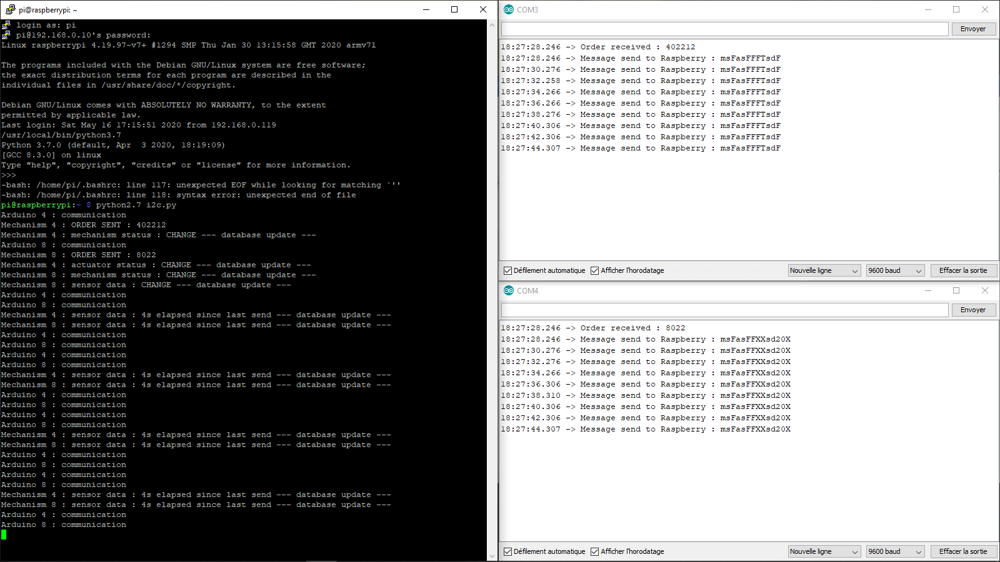 pi@raspberrypi: ~
login as: pi
pi@192.168.0.10's password:
Linux raspberrypi 4.19.97-v7+ #1294 SMP Thu Jan 30 13:15:58 GMT 2020 armv7l
The programs included with the Debian GNU/Linux system are free software;
the exact distribution terms for each program are described in the
individual files in /usr/share/doc/*/copyright.
Debian GNU/Linux comes with ABSOLUTELY NO WARRANTY, to the extent
permitted by applicable law.
Last login: Sat May 16 17:15:51 2020 from 192.168.0.119
/usr/local/bin/python3.7
Python 3.7.0 (default, Apr  3 2020, 18:19:09)
[GCC 8.3.0] on linux
Type "help", "copyright", "credits" or "license" for more information.
>>>
-bash: /home/pi/.bashrc: line 117: unexpected EOF while looking for matching `''
-bash: /home/pi/.bashrc: line 118: syntax error: unexpected end of file
pi@raspberrypi:~ $ python2.7 i2c.py
Arduino 4 : communication
Mechanism 4 : ORDER SENT : 402212
Mechanism 4 : mechanism status : CHANGE --- database update ---
Arduino 8 : communication
Mechanism 8 : ORDER SENT : 8022
Mechanism 4 : actuator status : CHANGE --- database update ---
Mechanism 8 : mechanism status : CHANGE --- database update ---
Mechanism 8 : sensor data : CHANGE --- database update ---
Arduino 4 : communication
Arduino 8 : communication
Mechanism 4 : sensor data : 4s elapsed since last send --- database update ---
Mechanism 8 : sensor data : 4s elapsed since last send --- database update ---
Arduino 4 : communication
Arduino 8 : communication
Arduino 4 : communication
Arduino 8 : communication
Mechanism 4 : sensor data : 4s elapsed since last send --- database update ---
Mechanism 8 : sensor data : 4s elapsed since last send --- database update ---
Arduino 4 : communication
Arduino 8 : communication
Arduino 4 : communication
Arduino 8 : communication
Mechanism 4 : sensor data : 4s elapsed since last send --- database update ---
Mechanism 8 : sensor data : 4s elapsed since last send --- database update ---
Arduino 4 : communication
Arduino 8 : communication
Arduino 4 : communication
Arduino 8 : communication
Mechanism 4 : sensor data : 4s elapsed since last send --- database update ---
Mechanism 8 : sensor data : 4s elapsed since last send --- database update ---
Arduino 4 : communication
Arduino 8 : communication
COM3
Envoyer
18:27:28.246 -> Order received : 402212
18:27:28.246 -> Message send to Raspberry : msFasFFFTsdF
18:27:30.276 -> Message send to Raspberry : msFasFFFTsdF
18:27:32.258 -> Message send to Raspberry : msFasFFFTsdF
18:27:34.266 -> Message send to Raspberry : msFasFFFTsdF
18:27:36.266 -> Message send to Raspberry : msFasFFFTsdF
18:27:38.276 -> Message send to Raspberry : msFasFFFTsdF
18:27:40.306 -> Message send to Raspberry : msFasFFFTsdF
18:27:42.306 -> Message send to Raspberry : msFasFFFTsdF
18:27:44.307 -> Message send to Raspberry : msFasFFFTsdF
Défilement automatique Afficher l'horodatage Nouvelle ligne 9600 baud Effacer la sortie
COM4
Envoyer
18:27:28.246 -> Order received : 8022
18:27:28.246 -> Message send to Raspberry : msFasFFXXsd20X
18:27:30.276 -> Message send to Raspberry : msFasFFXXsd20X
18:27:32.276 -> Message send to Raspberry : msFasFFXXsd20X
18:27:34.266 -> Message send to Raspberry : msFasFFXXsd20X
18:27:36.306 -> Message send to Raspberry : msFasFFXXsd20X
18:27:38.310 -> Message send to Raspberry : msFasFFXXsd20X
18:27:40.306 -> Message send to Raspberry : msFasFFXXsd20X
18:27:42.306 -> Message send to Raspberry : msFasFFXXsd20X
18:27:44.307 -> Message send to Raspberry : msFasFFXXsd20X
Défilement automatique Afficher l'horodatage Nouvelle ligne 9600 baud Effacer la sortie